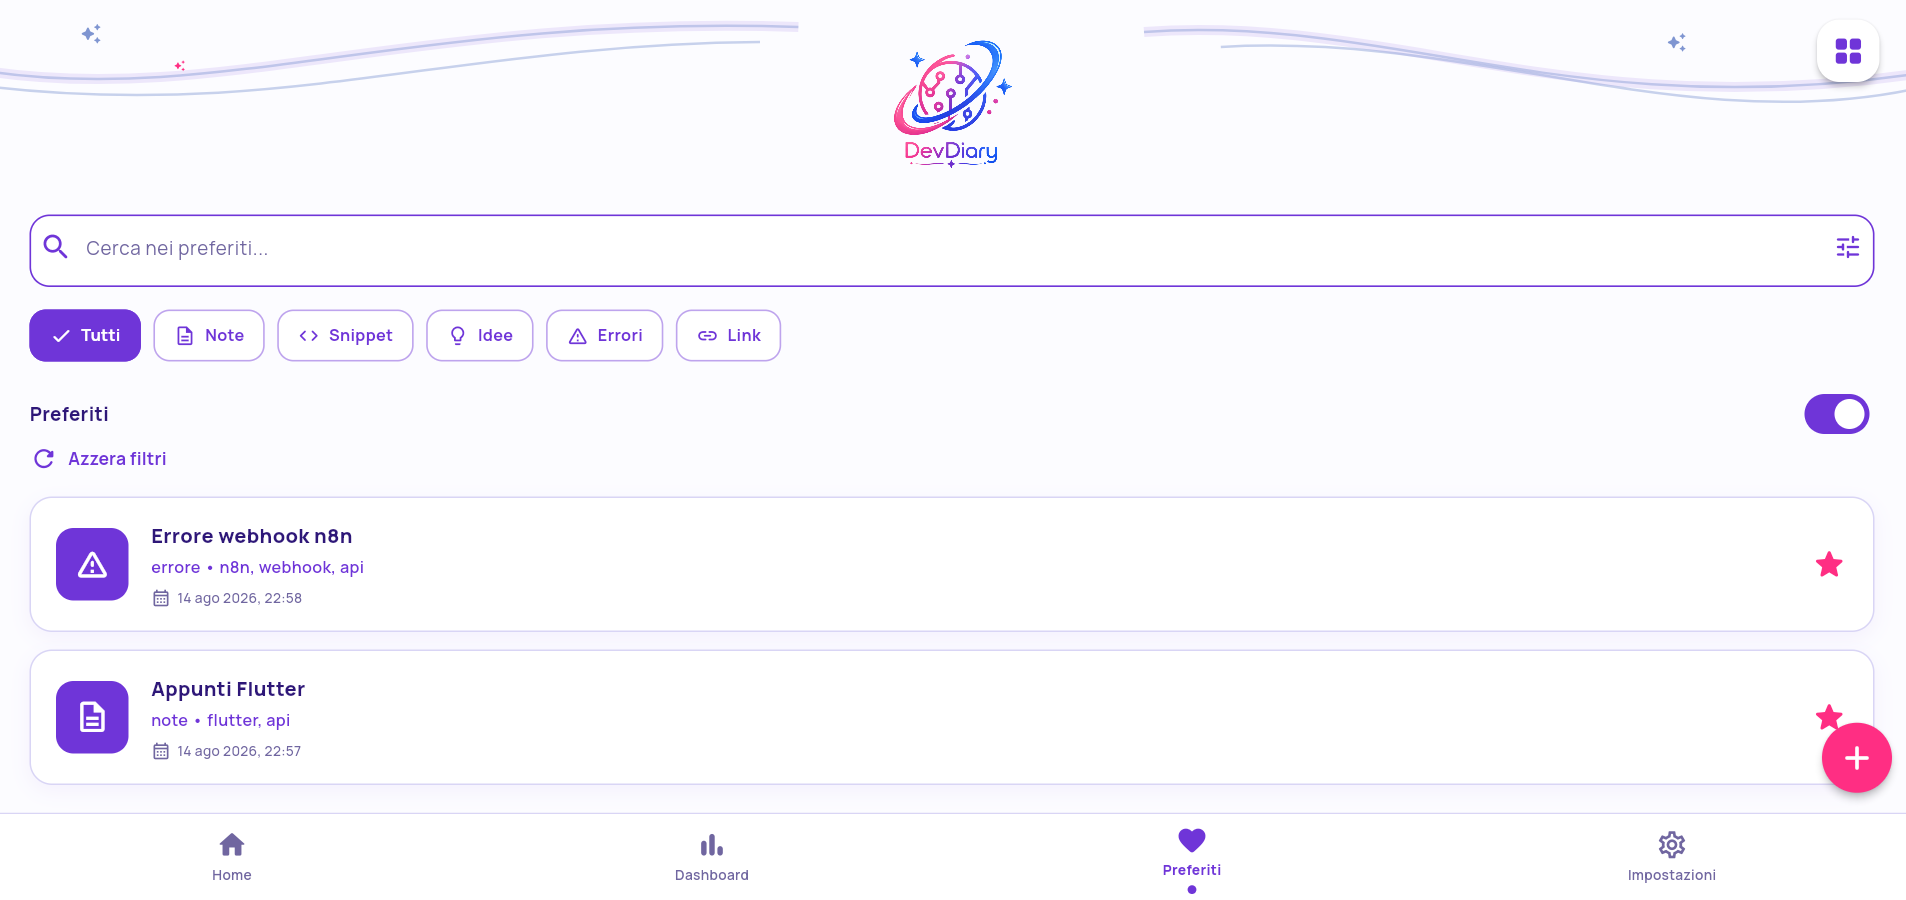 DevDiary
Cerca nei preferiti...
Tutti
Note
Snippet
Idee
Errori
Link
Preferiti
Azzera filtri
Errore webhook n8n
errore • n8n, webhook, api
14 ago 2026, 22:58
Appunti Flutter
note • flutter, api
14 ago 2026, 22:57
Home
Dashboard
Preferiti
Impostazioni